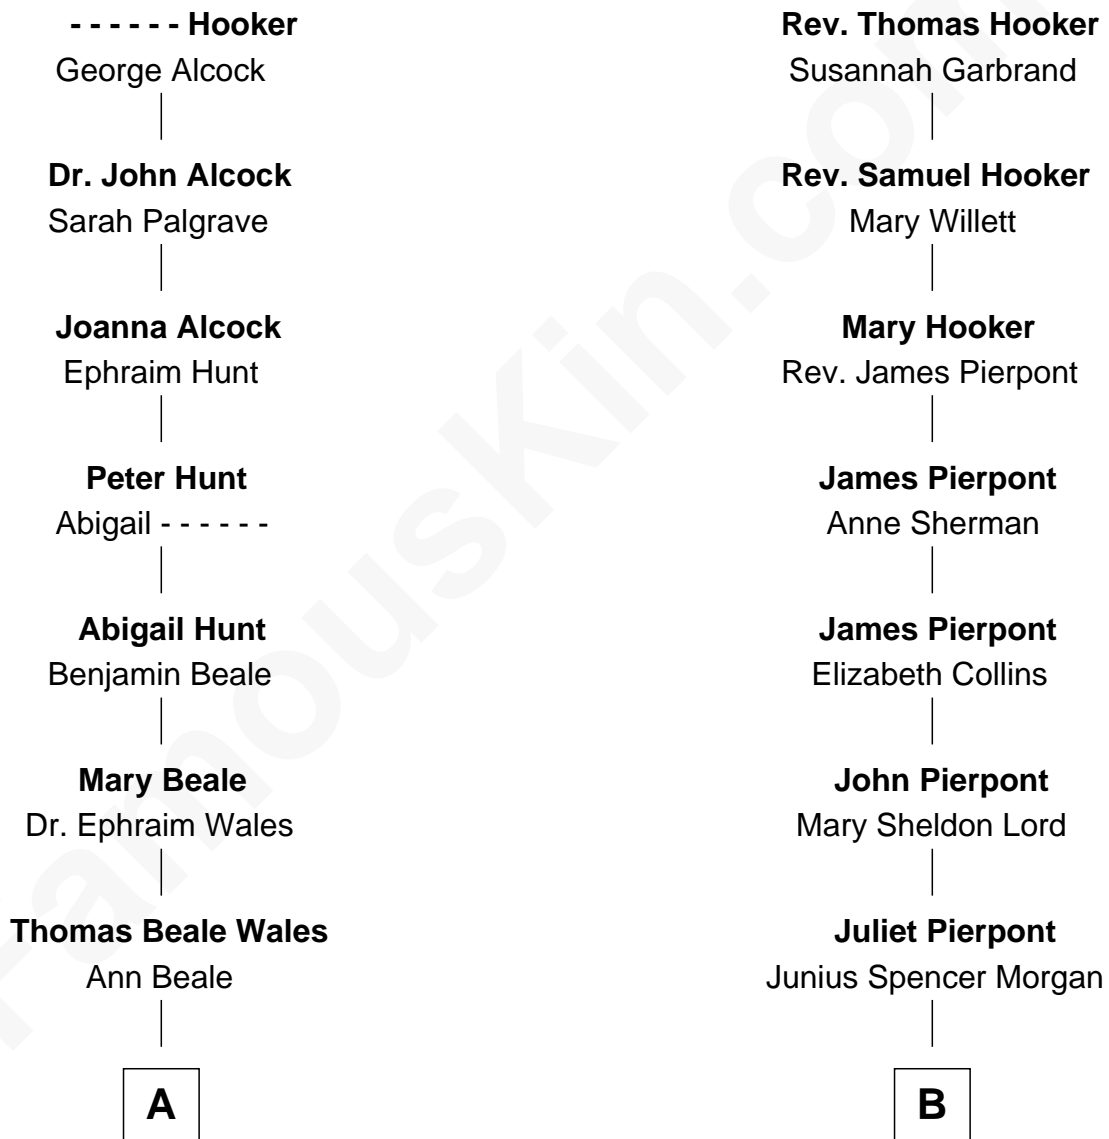 - - - - - - Hooker
George Alcock
Dr. John Alcock
Sarah Palgrave
Joanna Alcock
Ephraim Hunt
Peter Hunt
Abigail - - - - - -
Abigail Hunt
Benjamin Beale
Mary Beale
Dr. Ephraim Wales
Thomas Beale Wales
Ann Beale
A
Rev. Thomas Hooker
Susannah Garbrand
Rev. Samuel Hooker
Mary Willett
Mary Hooker
Rev. James Pierpont
James Pierpont
Anne Sherman
James Pierpont
Elizabeth Collins
John Pierpont
Mary Sheldon Lord
Juliet Pierpont
Junius Spencer Morgan
B
FamousKin.com